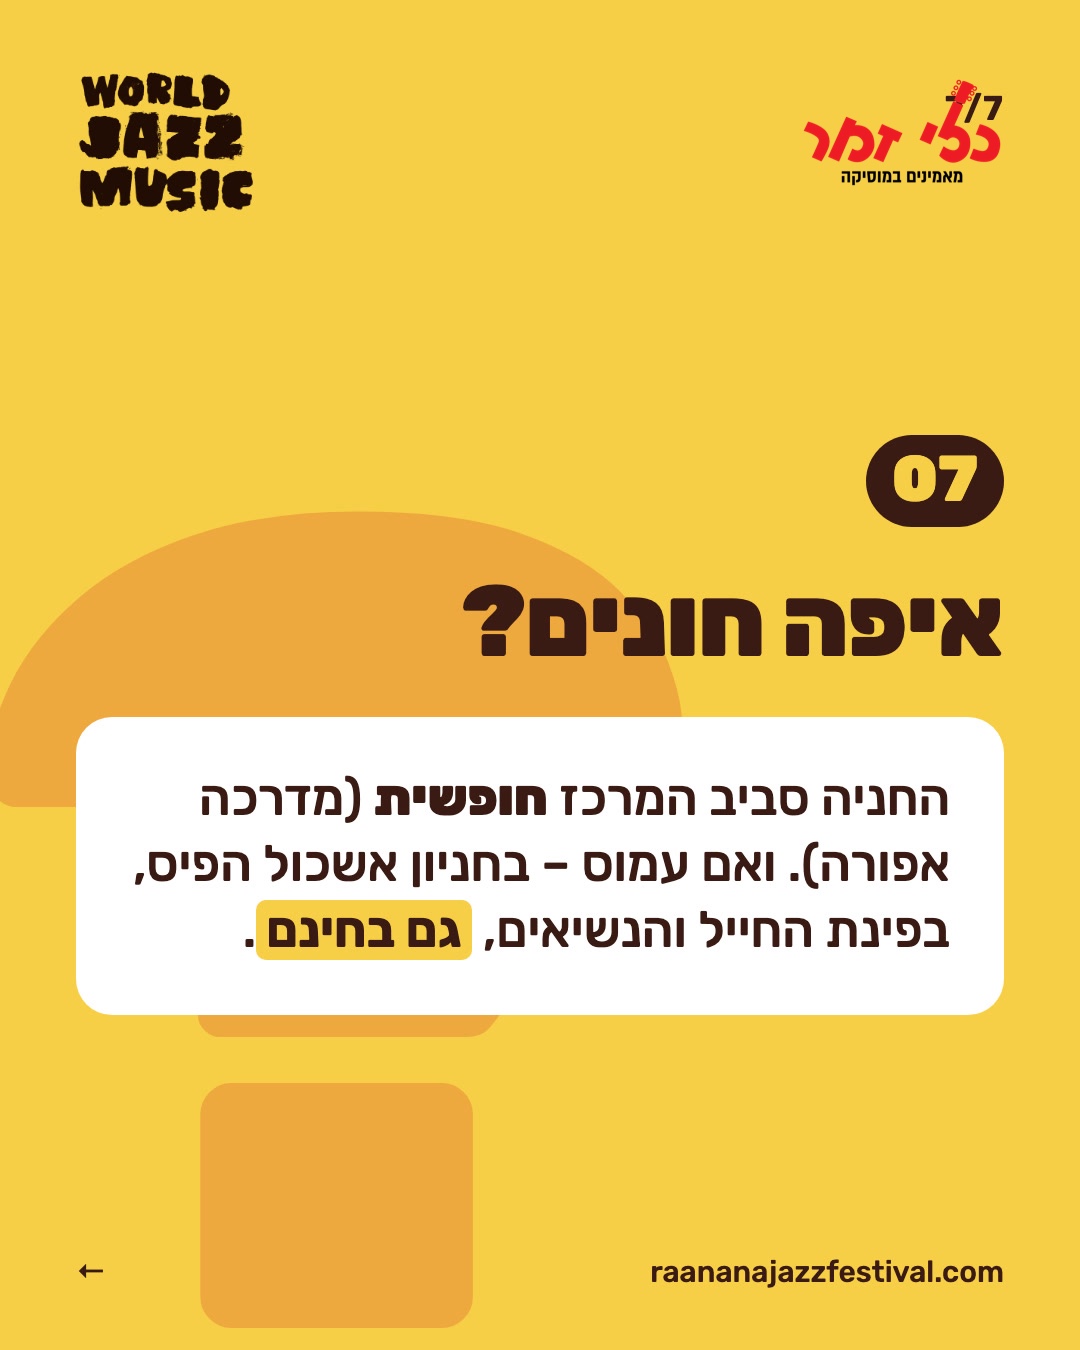 WORLD
JAZZ
MUSIC
כלי זמר
מאמינים במוסיקה
07
איפה חונים?
החניה סביב המרכז חופשית (מדרכה
אפורה). ואם עמוס – בחניון אשכול הפיס,
בפינת החייל והנשיאים, גם בחינם.
←
raananajazzfestival.com